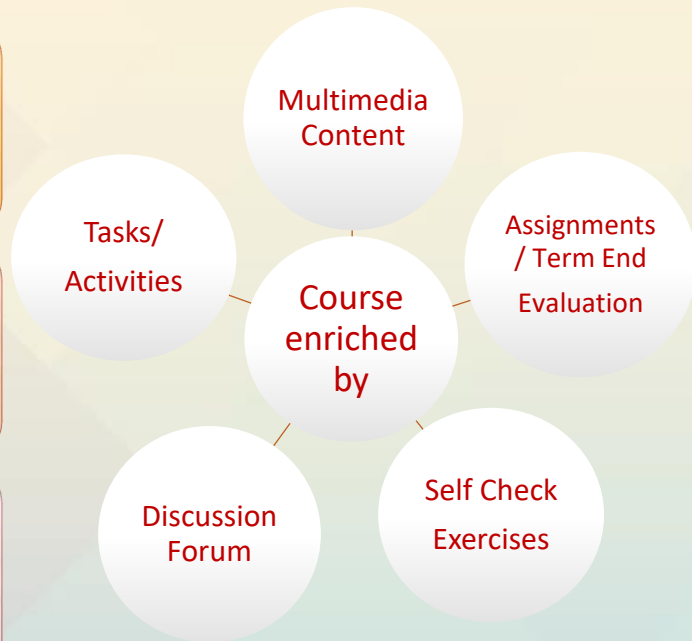 Multimedia
Content
Tasks/
Activities
Assignments
/ Term End
Evaluation
Course
enriched
by
Discussion
Forum
Self Check
Exercises